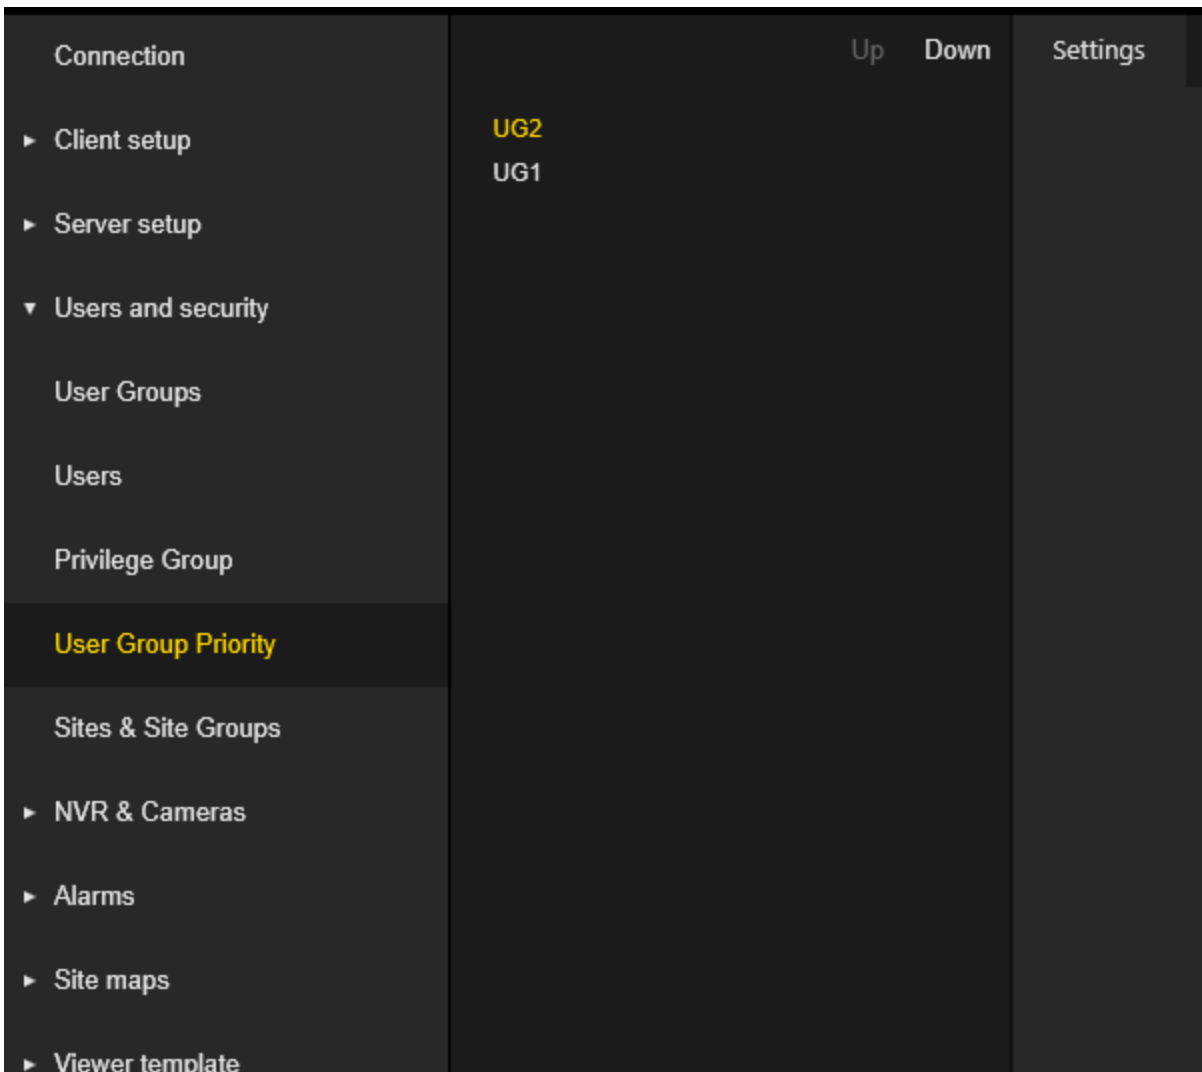 Connection
Client setup
Server setup
Users and security
User Groups
Users
Privilege Group
User Group Priority
Sites & Site Groups
NVR & Cameras
Alarms
Site maps
Viewer template
Up Down
UG2
UG1
Settings